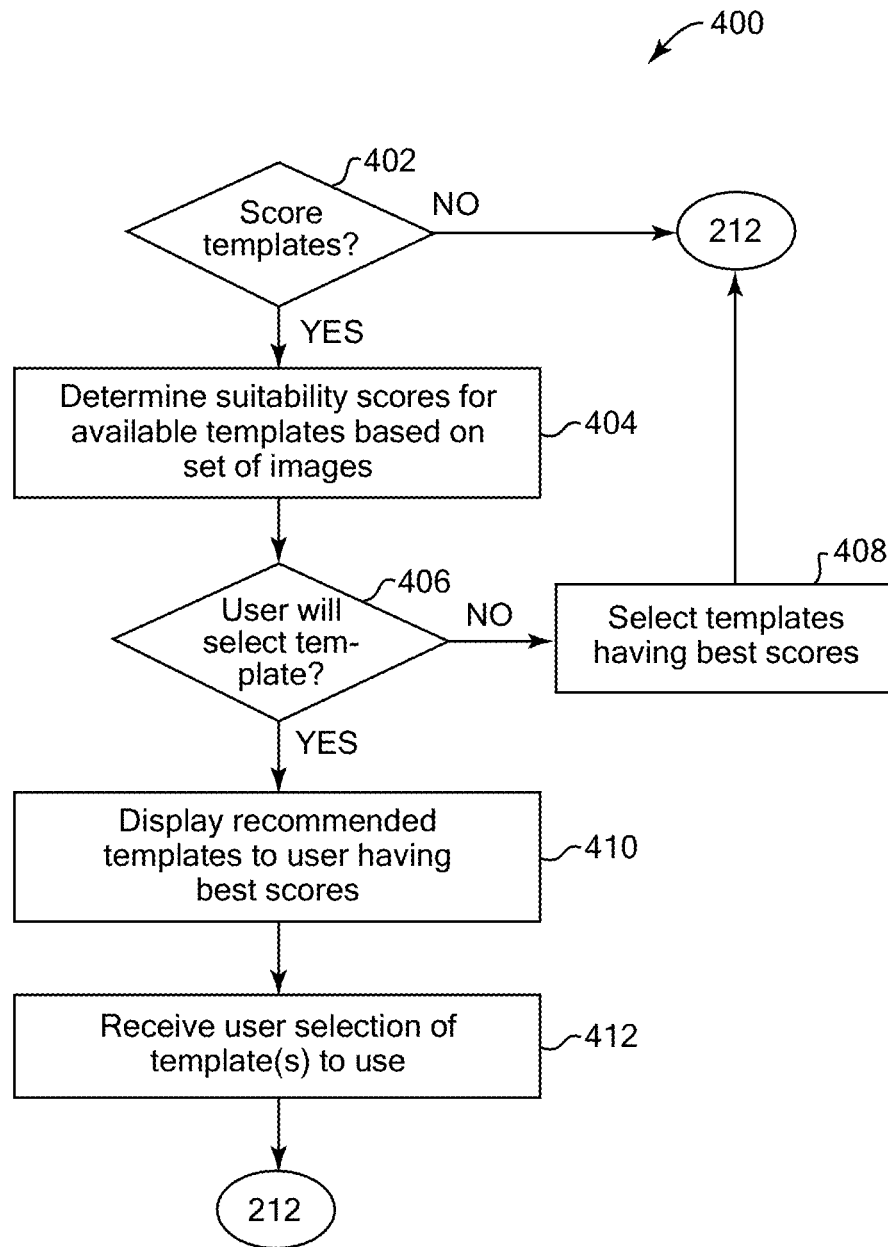 400
402
Score
templates?
NO
212
YES
Determine suitability scores for
available templates based on
set of images
404
406
User will
select tem-
plate?
NO
408
Select templates
having best scores
YES
Display recommended
templates to user having
best scores
410
Receive user selection of
template(s) to use
412
212